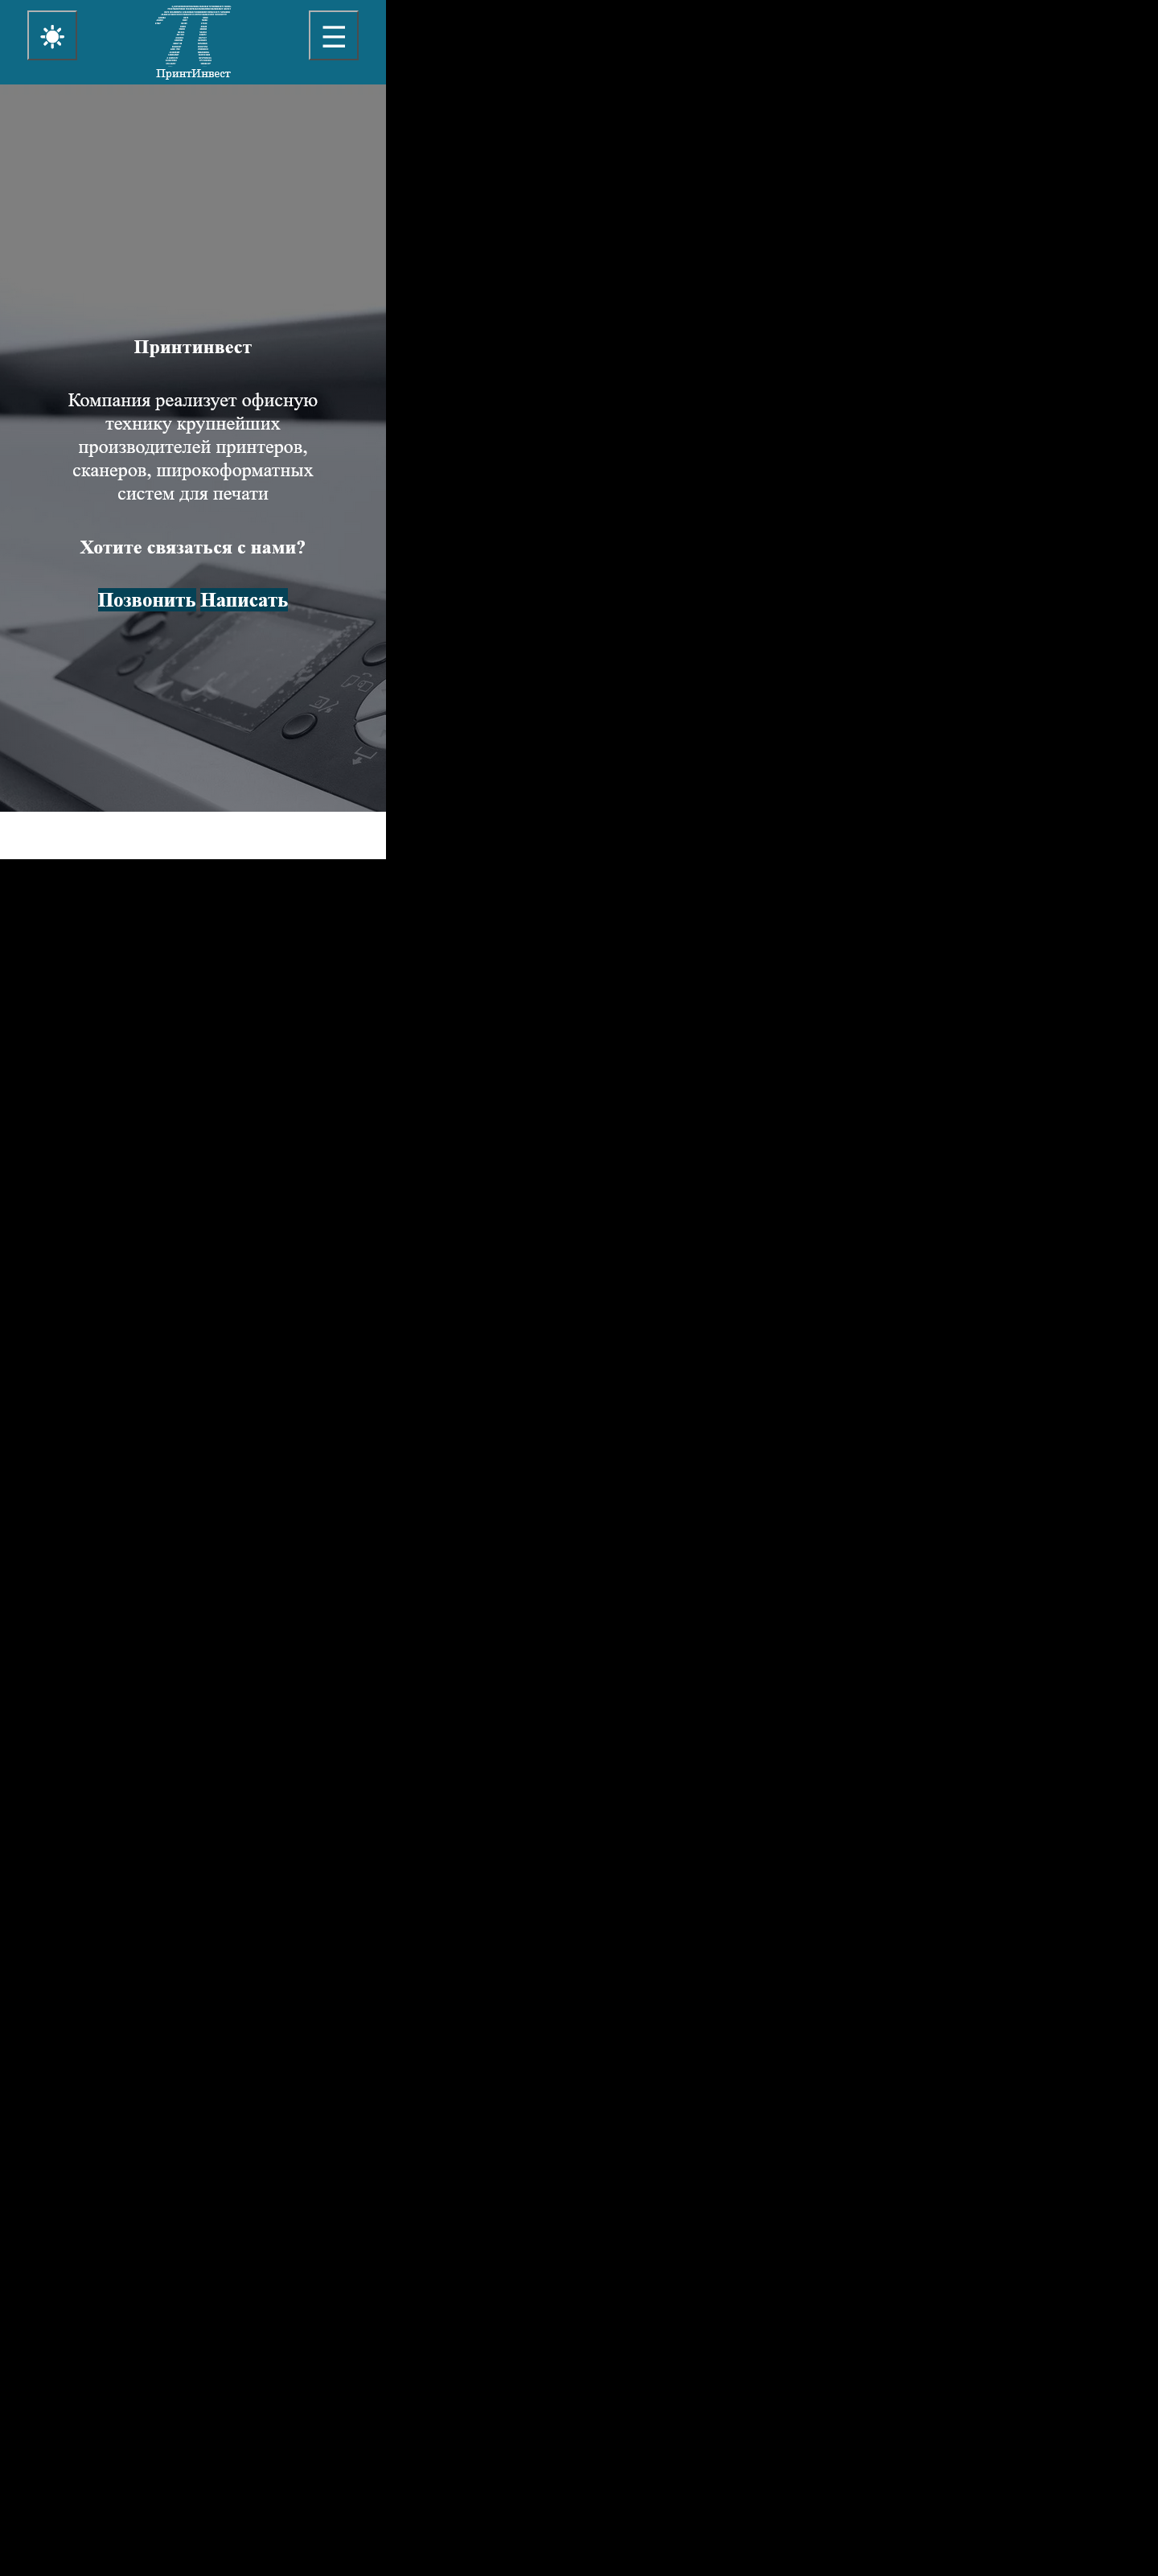 ПринтИнвест
Принтинвест
Компания реализует офисную
технику крупнейших
производителей принтеров,
сканеров, широкоформатных
систем для печати
Хотите связаться с нами?
Позвонить Написать